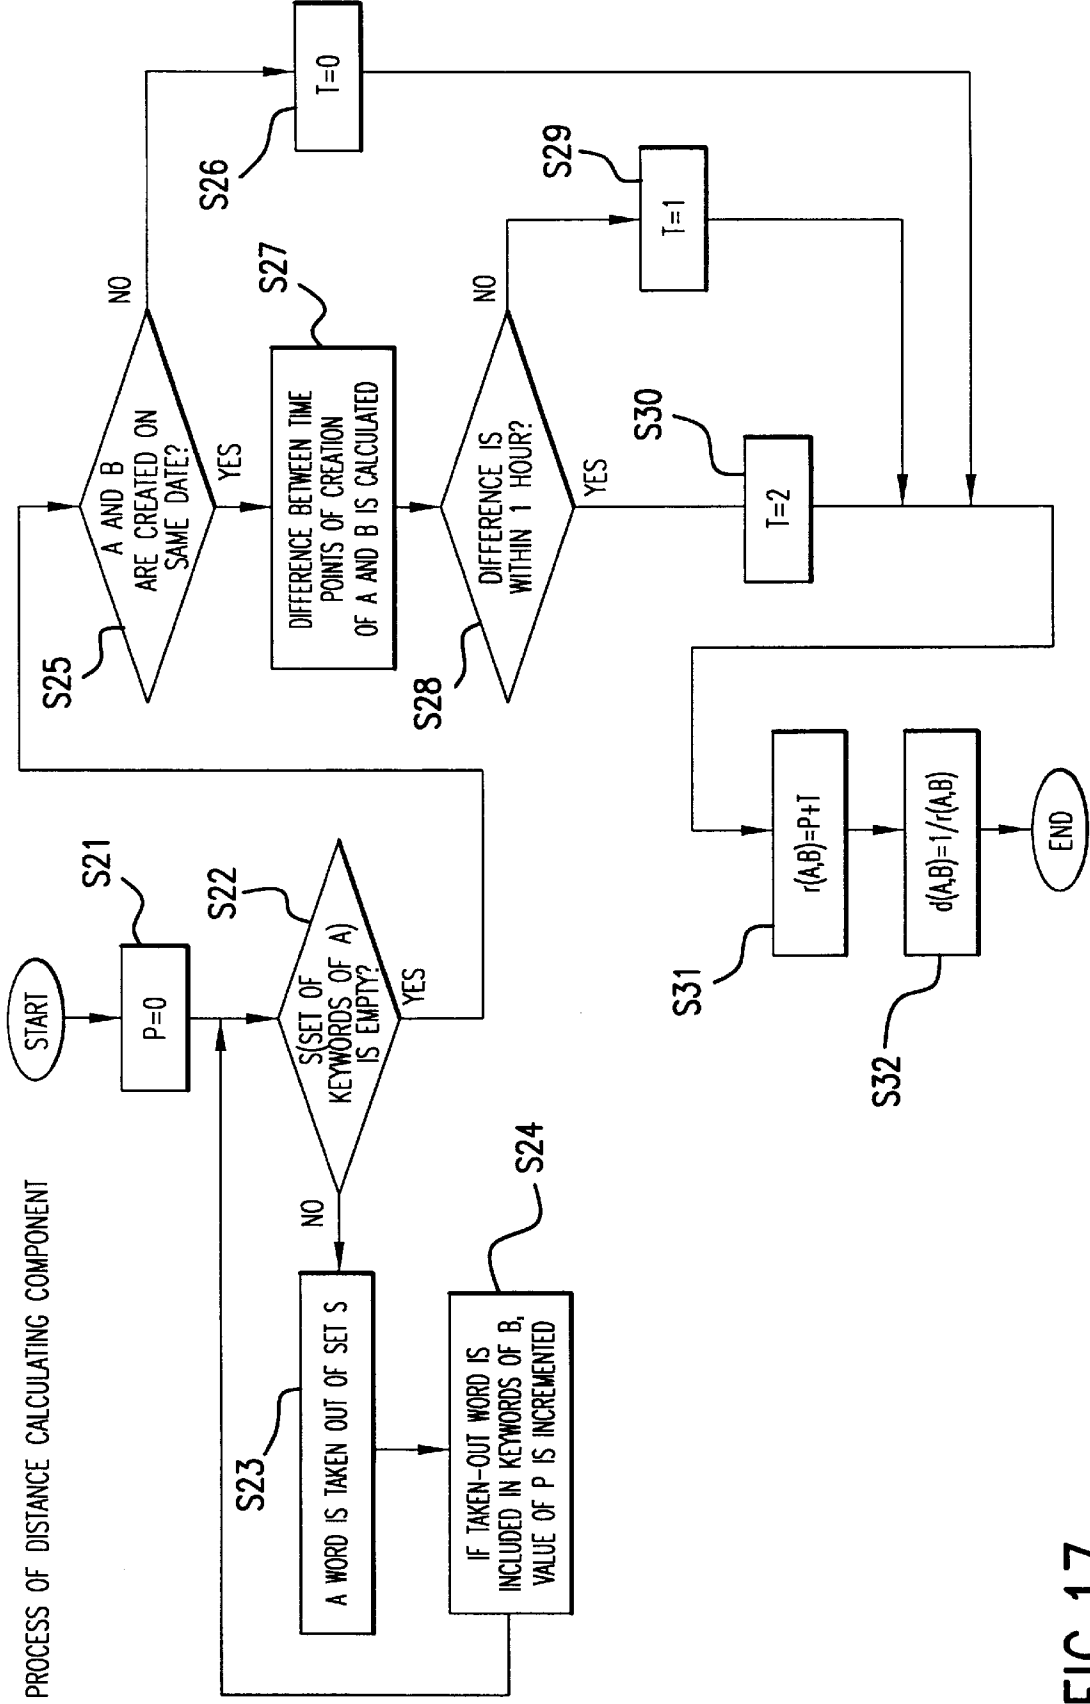 PROCESS OF DISTANCE CALCULATING COMPONENT
START
S21
P=0
S22
S(SET OF
KEYWORDS OF A)
IS EMPTY?
NO
YES
S23
A WORD IS TAKEN OUT OF SET S
S24
IF TAKEN-OUT WORD IS
INCLUDED IN KEYWORDS OF B,
VALUE OF P IS INCREMENTED
S25
A AND B
ARE CREATED ON
SAME DATE?
NO
YES
S26
T=0
S27
DIFFERENCE BETWEEN TIME
POINTS OF CREATION
OF A AND B IS CALCULATED
S28
DIFFERENCE IS
WITHIN 1 HOUR?
NO
YES
S29
T=1
S30
T=2
S31
r(A,B)=P+T
S32
d(A,B)=1/r(A,B)
END
FIG.17